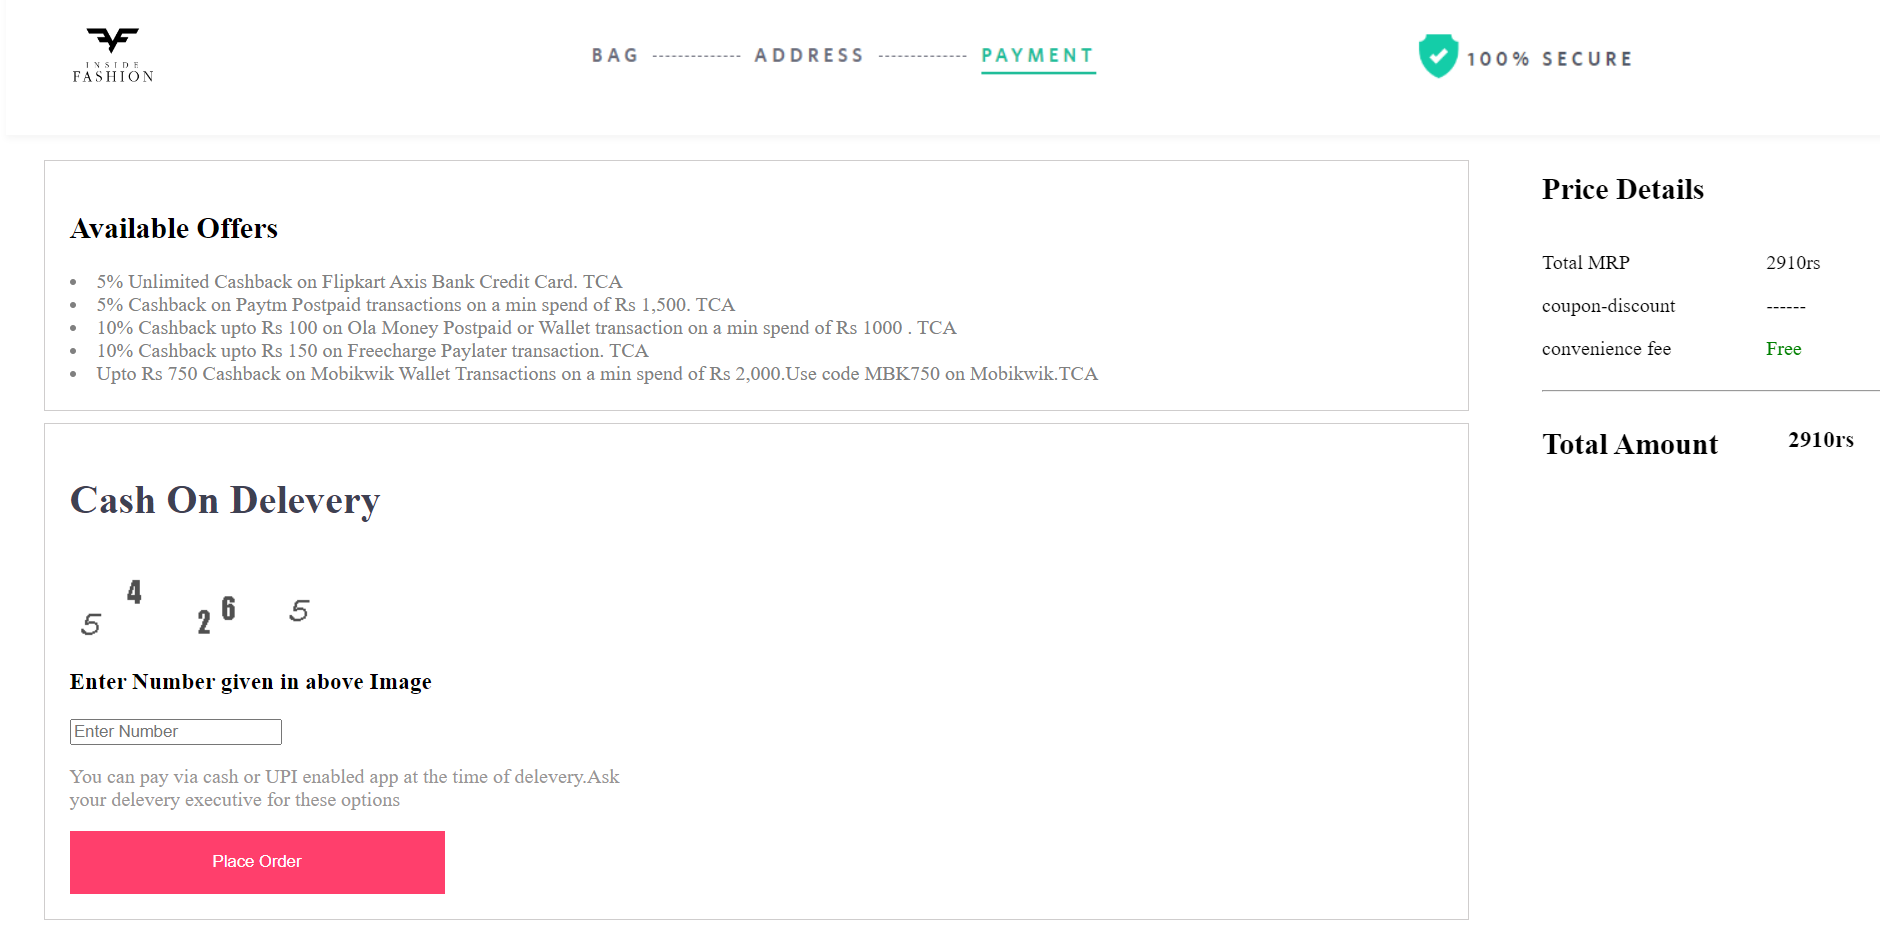 INSIDE
FASHION
BAG ------------- ADDRESS ------------- PAYMENT
100% SECURE
Available Offers
• 5% Unlimited Cashback on Flipkart Axis Bank Credit Card. TCA
• 5% Cashback on Paytm Postpaid transactions on a min spend of Rs 1,500. TCA
• 10% Cashback upto Rs 100 on Ola Money Postpaid or Wallet transaction on a min spend of Rs 1000 . TCA
• 10% Cashback upto Rs 150 on Freecharge Paylater transaction. TCA
• Upto Rs 750 Cashback on Mobikwik Wallet Transactions on a min spend of Rs 2,000.Use code MBK750 on Mobikwik.TCA
Cash On Delevery
5 4 2 6 5
Enter Number given in above Image
Enter Number
You can pay via cash or UPI enabled app at the time of delevery.Ask
your delevery executive for these options
Place Order
Price Details
Total MRP 2910rs
coupon-discount ------
convenience fee Free
Total Amount 2910rs